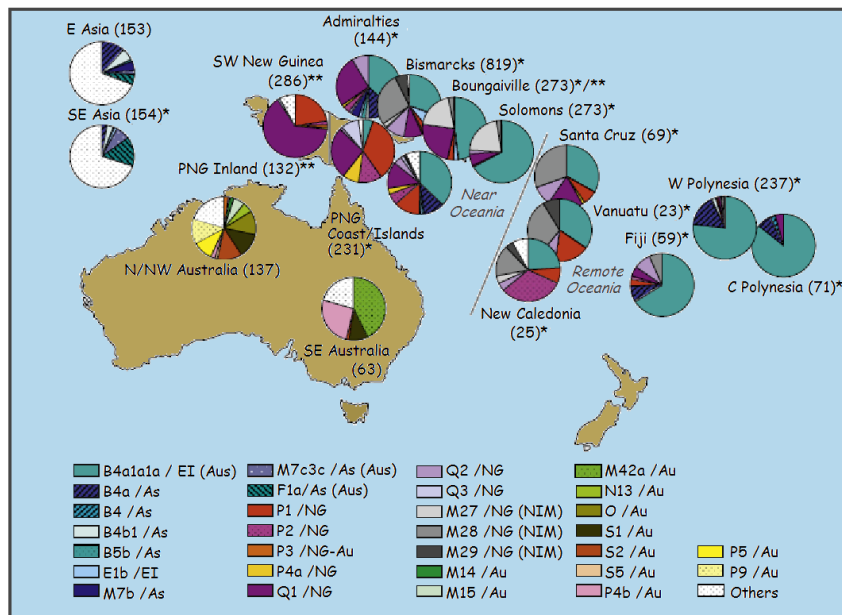 E Asia (153)
SE Asia (154)*
Admiralties
(144)*
SW New Guinea
(286)**
Bismarcks (819)*
Boungaiville (273)*/**
Solomons (273)*
Santa Cruz (69)*
PNG Inland (132)**
Near
Oceania
W Polynesia (237)*
Vanuatu (23)*
Fiji (59)*
PNG
Coast/Islands
(231)*
N/NW Australia (137)
Remote
Oceania
C Polynesia (71)*
New Caledonia
(25)*
SE Australia
(63)
B4a1a1a / EI (Aus)
B4a /As
B4 /As
B4b1 /As
B5b /As
E1b /EI
M7b /As
M7c3c /As (Aus)
F1a/As (Aus)
P1 /NG
P2 /NG
P3 /NG-Au
P4a /NG
Q1 /NG
Q2 /NG
Q3 /NG
M27 /NG (NIM)
M28 /NG (NIM)
M29 /NG (NIM)
M14 /Au
M15 /Au
M42a /Au
N13 /Au
O /Au
S1 /Au
S2 /Au
S5 /Au
P4b /Au
P5 /Au
P9 /Au
Others